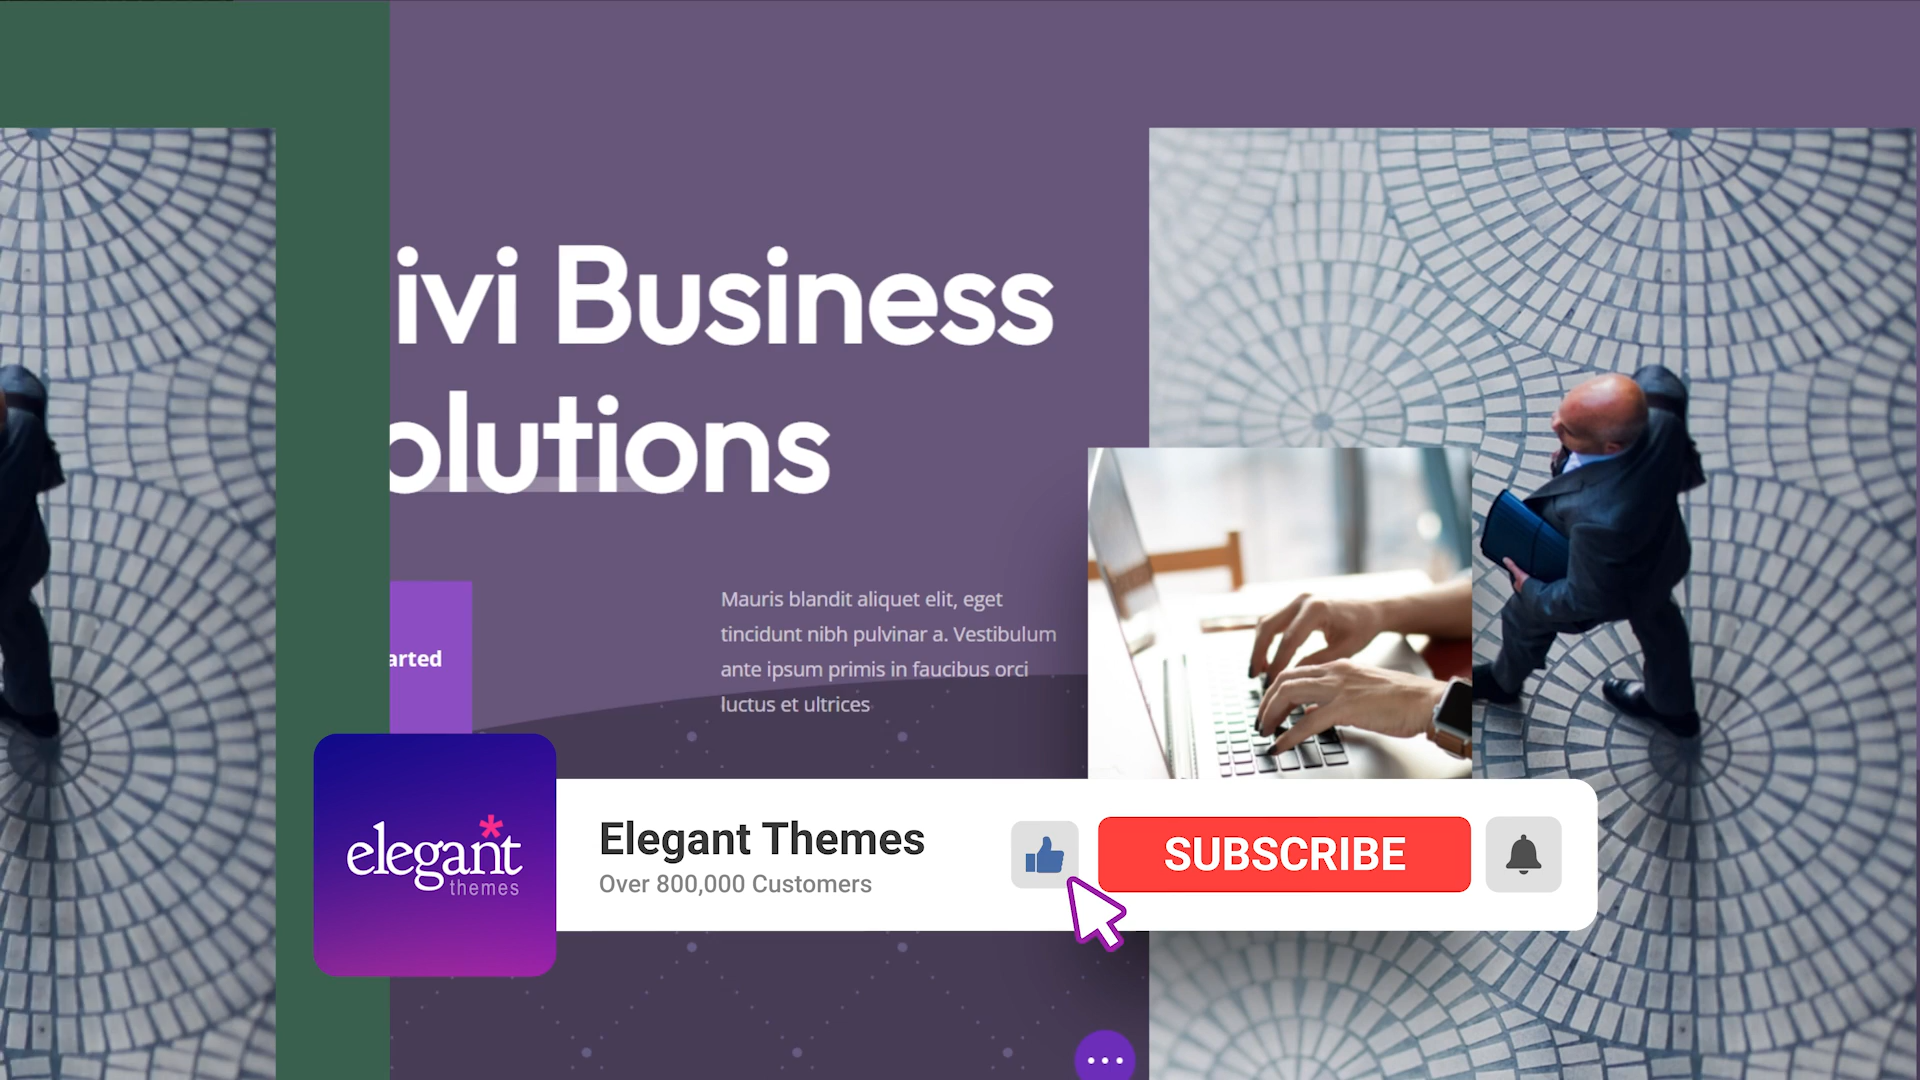 ivi Business
olutions
arted
Mauris blandit aliquet elit, eget
tincidunt nibh pulvinar a. Vestibulum
ante ipsum primis in faucibus orci
luctus et ultrices
elegant
themes
Elegant Themes
Over 800,000 Customers
SUBSCRIBE